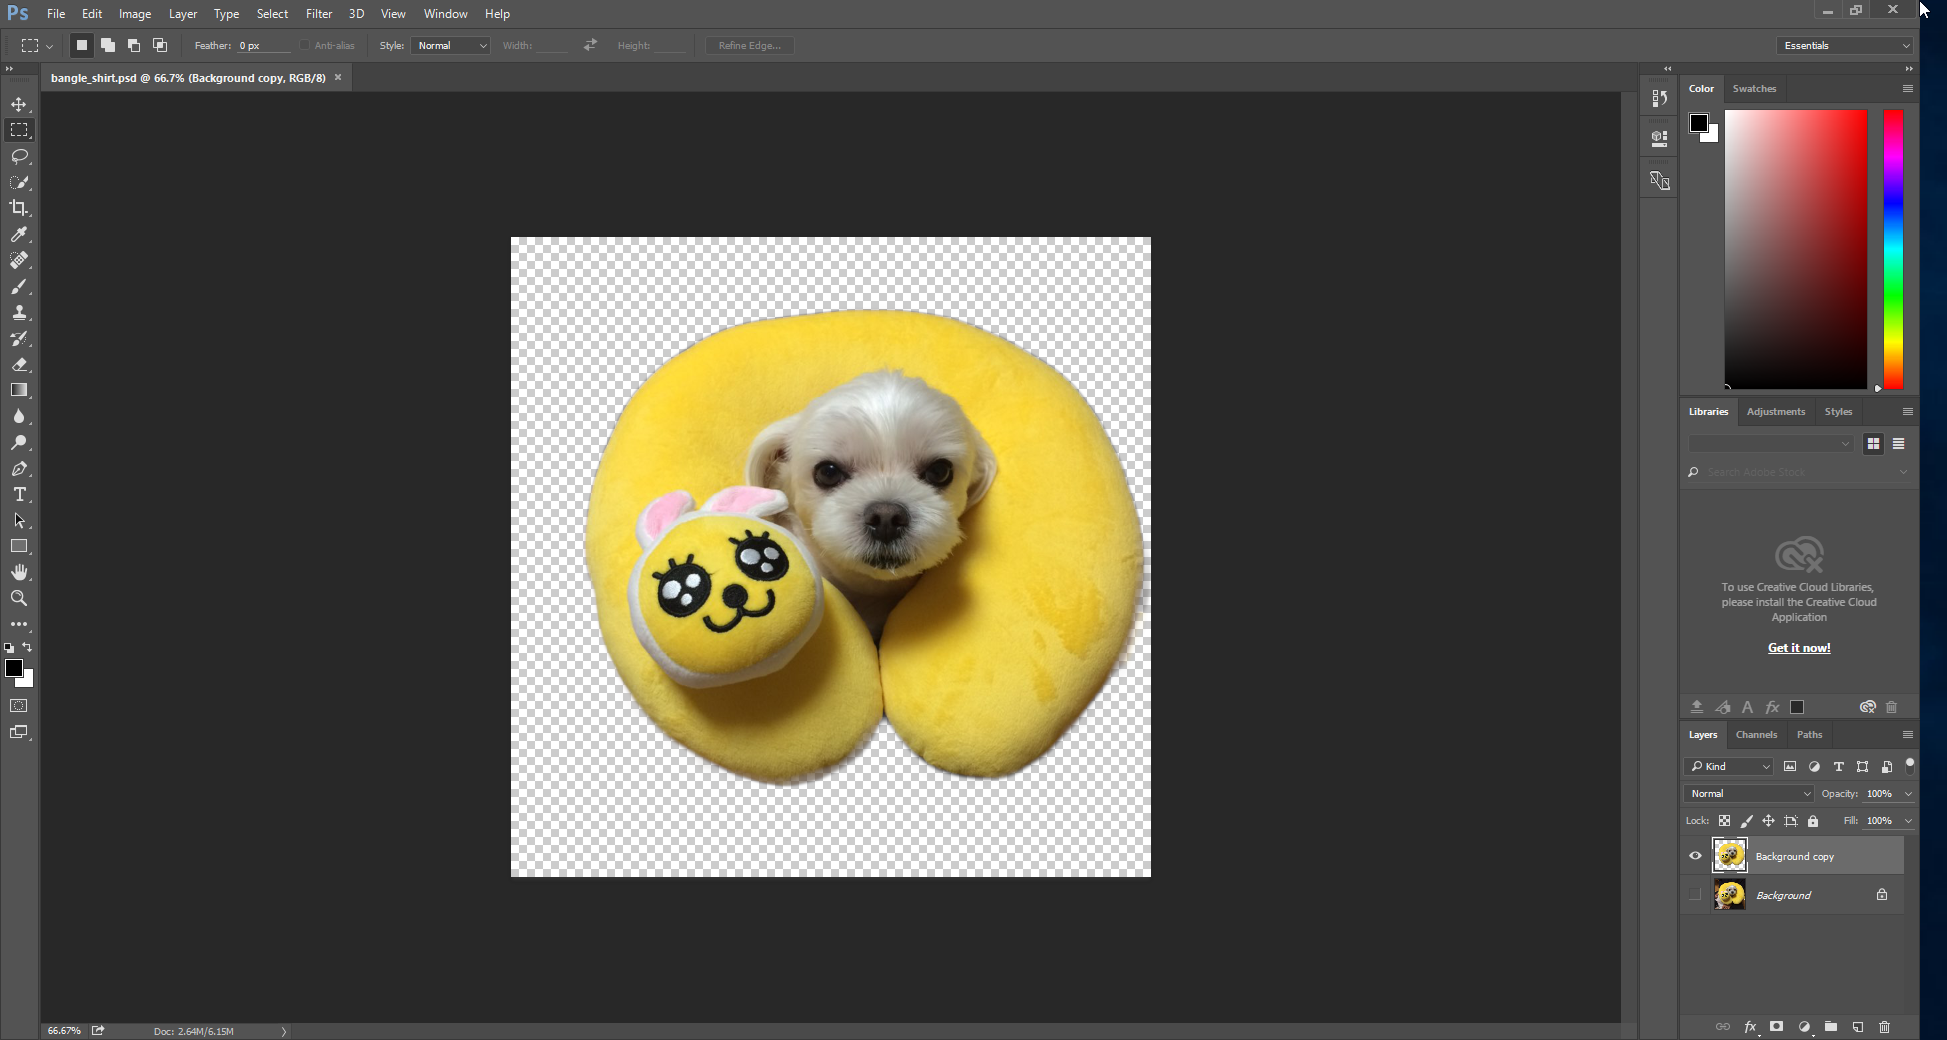 Ps File Edit Image Layer Type Select Filter 3D View Window Help
Feather: 0 px Anti-alias Style: Normal Width: Height: Refine Edge... Essentials
bangle_shirt.psd @ 66.7% (Background copy, RGB/8) ×
Color Swatches
Libraries Adjustments Styles
Search Adobe Stock
To use Creative Cloud Libraries,
please install the Creative Cloud
Application
Get it now!
Layers Channels Paths
Kind
Normal Opacity: 100%
Lock: Fill: 100%
Background copy
Background
66.67% Doc: 2.64M/6.15M